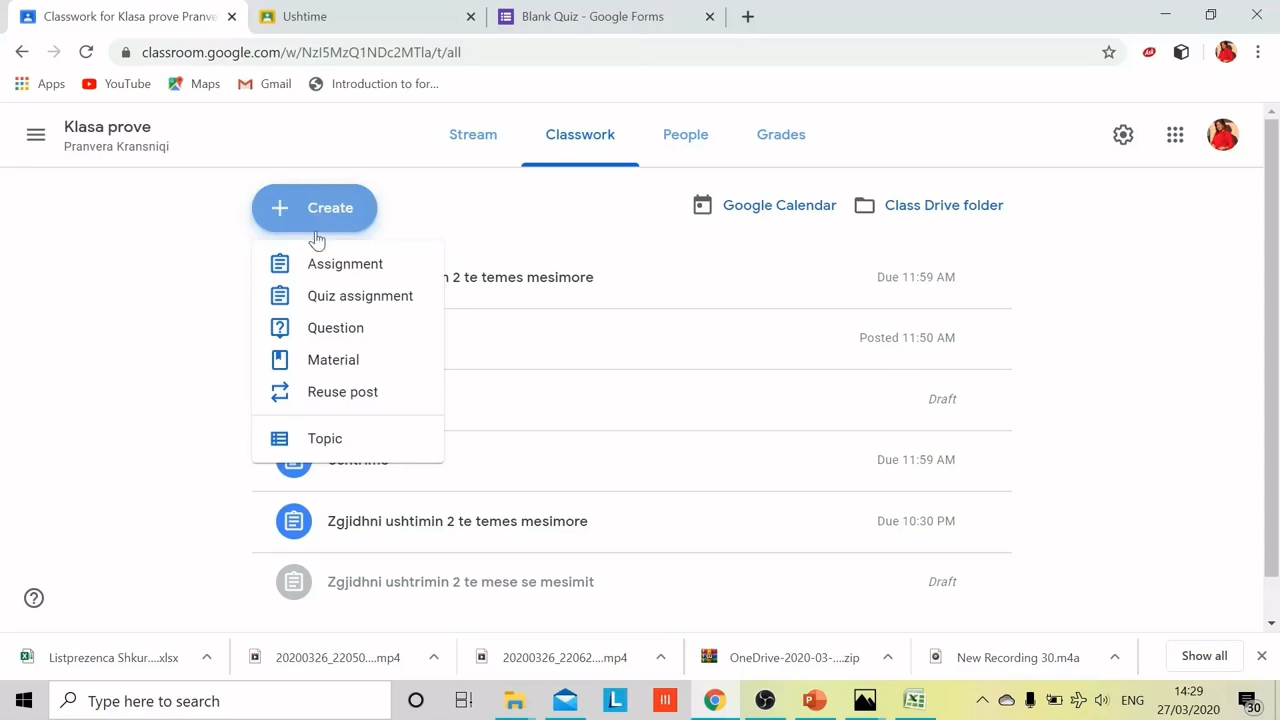 Classwork for Klasa prove Pranve
Ushtime
Blank Quiz - Google Forms
classroom.google.com/w/NzI5MzQ1NDc2MTla/t/all
Apps
YouTube
Maps
Gmail
Introduction to for...
Klasa prove
Pranvera Kransniqi
Stream
Classwork
People
Grades
Create
Google Calendar
Class Drive folder
Assignment
Quiz assignment
Question
Material
Reuse post
Topic
2 te temes mesimore
Due 11:59 AM
Posted 11:50 AM
Draft
Due 11:59 AM
Zgjidhni ushtimin 2 te temes mesimore
Due 10:30 PM
Zgjidhni ushtrimin 2 te mese se mesimit
Draft
Listprezenca Shkur....xlsx
20200326_22050....mp4
20200326_22062....mp4
OneDrive-2020-03-....zip
New Recording 30.m4a
Show all
Type here to search
ENG
14:29
27/03/2020
30